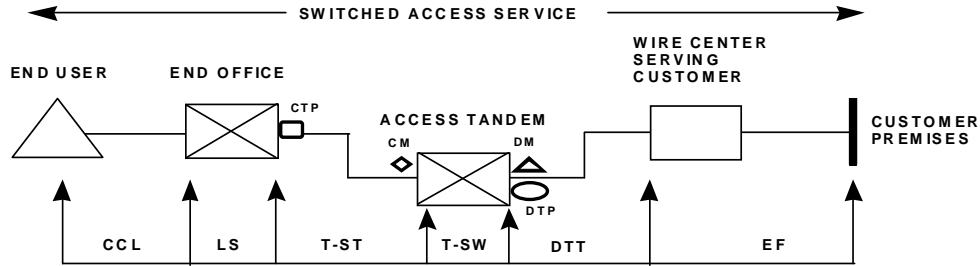 SWITCHED ACCESS SERVICE
WIRE CENTER
SERVING
CUSTOMER
END USER
END OFFICE
CTP
ACCESS TANDEM
CUSTOMER
PREMISES
CM
DM
DTP
CCL
LS
T-ST
T-SW
DTT
EF